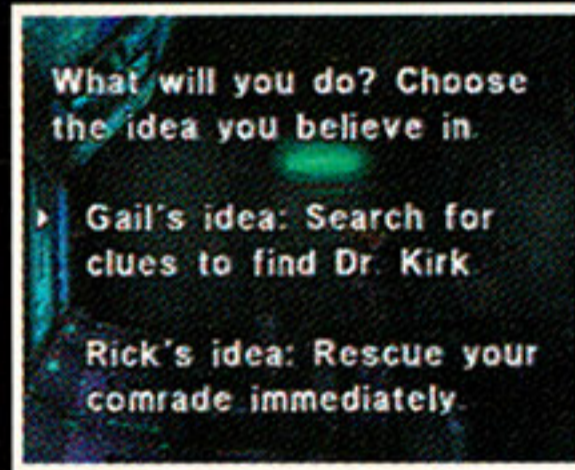 What will you do? Choose
the idea you believe in.
Gail's idea: Search for
clues to find Dr. Kirk.
Rick's idea: Rescue your
comrade immediately.